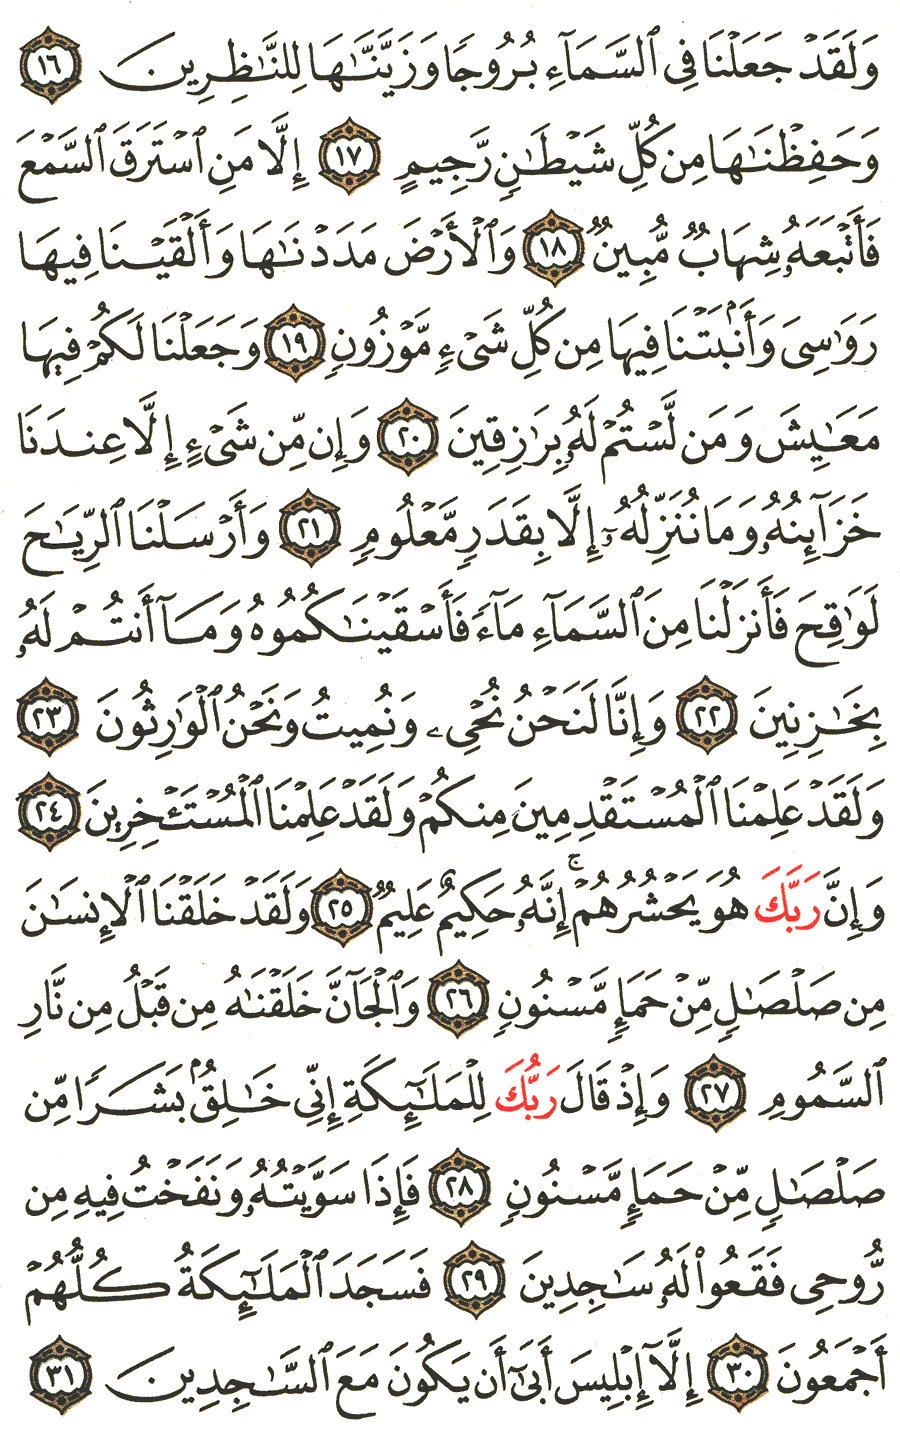 وَلَقَدْ جَعَلْنَا فِى ٱلسَّمَآءِ بُرُوجًا وَزَيَّنَّـٰهَا لِلنَّـٰظِرِينَ ١٦
وَحَفِظْنَـٰهَا مِن كُلِّ شَيْطَـٰنٍ رَّجِيمٍ ١٧ إِلَّا مَنِ ٱسْتَرَقَ ٱلسَّمْعَ
فَأَتْبَعَهُۥ شِهَابٌ مُّبِينٌ ١٨ وَٱلْأَرْضَ مَدَدْنَـٰهَا وَأَلْقَيْنَا فِيهَا
رَوَٰسِىَ وَأَنۢبَتْنَا فِيهَا مِن كُلِّ شَىْءٍ مَّوْزُونٍ ١٩ وَجَعَلْنَا لَكُمْ فِيهَا
مَعَـٰيِشَ وَمَن لَّسْتُمْ لَهُۥ بِرَٰزِقِينَ ٢٠ وَإِن مِّن شَىْءٍ إِلَّا عِندَنَا
خَزَآئِنُهُۥ وَمَا نُنَزِّلُهُۥٓ إِلَّا بِقَدَرٍ مَّعْلُومٍ ٢١ وَأَرْسَلْنَا ٱلرِّيَـٰحَ
لَوَٰقِحَ فَأَنزَلْنَا مِنَ ٱلسَّمَآءِ مَآءً فَأَسْقَيْنَـٰكُمُوهُ وَمَآ أَنتُمْ لَهُۥ
بِخَـٰزِنِينَ ٢٢ وَإِنَّا لَنَحْنُ نُحْىِۦ وَنُمِيتُ وَنَحْنُ ٱلْوَٰرِثُونَ ٢٣
وَلَقَدْ عَلِمْنَا ٱلْمُسْتَقْدِمِينَ مِنكُمْ وَلَقَدْ عَلِمْنَا ٱلْمُسْتَـْٔخِرِينَ ٢٤
وَإِنَّ رَبَّكَ هُوَ يَحْشُرُهُمْ ۚ إِنَّهُۥ حَكِيمٌ عَلِيمٌ ٢٥ وَلَقَدْ خَلَقْنَا ٱلْإِنسَـٰنَ
مِن صَلْصَـٰلٍ مِّنْ حَمَإٍ مَّسْنُونٍ ٢٦ وَٱلْجَآنَّ خَلَقْنَـٰهُ مِن قَبْلُ مِن نَّارِ
ٱلسَّمُومِ ٢٧ وَإِذْ قَالَ رَبُّكَ لِلْمَلَـٰٓئِكَةِ إِنِّى خَـٰلِقٌۢ بَشَرًا مِّن
صَلْصَـٰلٍ مِّنْ حَمَإٍ مَّسْنُونٍ ٢٨ فَإِذَا سَوَّيْتُهُۥ وَنَفَخْتُ فِيهِ مِن
رُّوحِى فَقَعُوا۟ لَهُۥ سَـٰجِدِينَ ٢٩ فَسَجَدَ ٱلْمَلَـٰٓئِكَةُ كُلُّهُمْ
أَجْمَعُونَ ٣٠ إِلَّآ إِبْلِيسَ أَبَىٰٓ أَن يَكُونَ مَعَ ٱلسَّـٰجِدِينَ ٣١